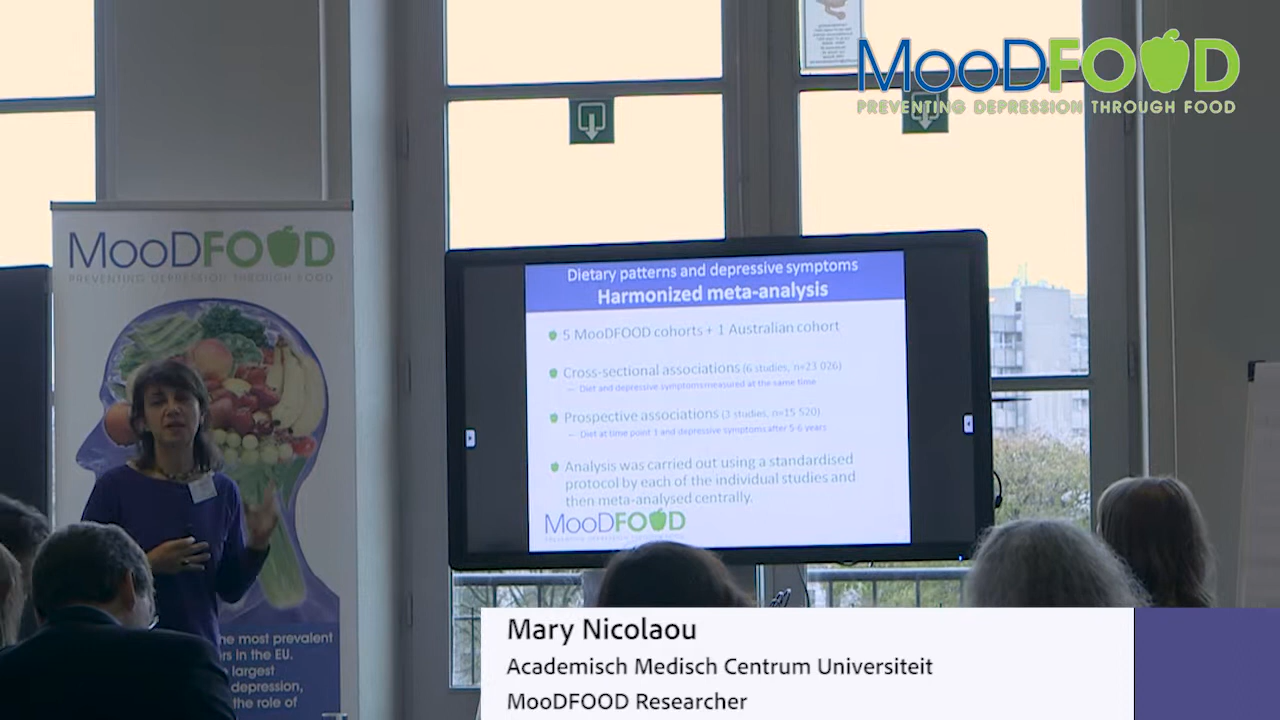 MooDFOOD
PREVENTING DEPRESSION THROUGH FOOD
MooDFOOD
PREVENTING DEPRESSION THROUGH FOOD
he most prevalent
rs in the EU.
largest
depression,
the role of
Dietary patterns and depressive symptoms
Harmonized meta-analysis
5 MooDFOOD cohorts + 1 Australian cohort
Cross-sectional associations (6 studies, n=23 026)
– Diet and depressive symptoms measured at the same time
Prospective associations (3 studies, n=15 520)
– Diet at time point 1 and depressive symptoms after 5-6 years
Analysis was carried out using a standardised
protocol by each of the individual studies and
then meta-analysed centrally.
MooDFOOD
PREVENTING DEPRESSION THROUGH FOOD
Mary Nicolaou
Academisch Medisch Centrum Universiteit
MooDFOOD Researcher